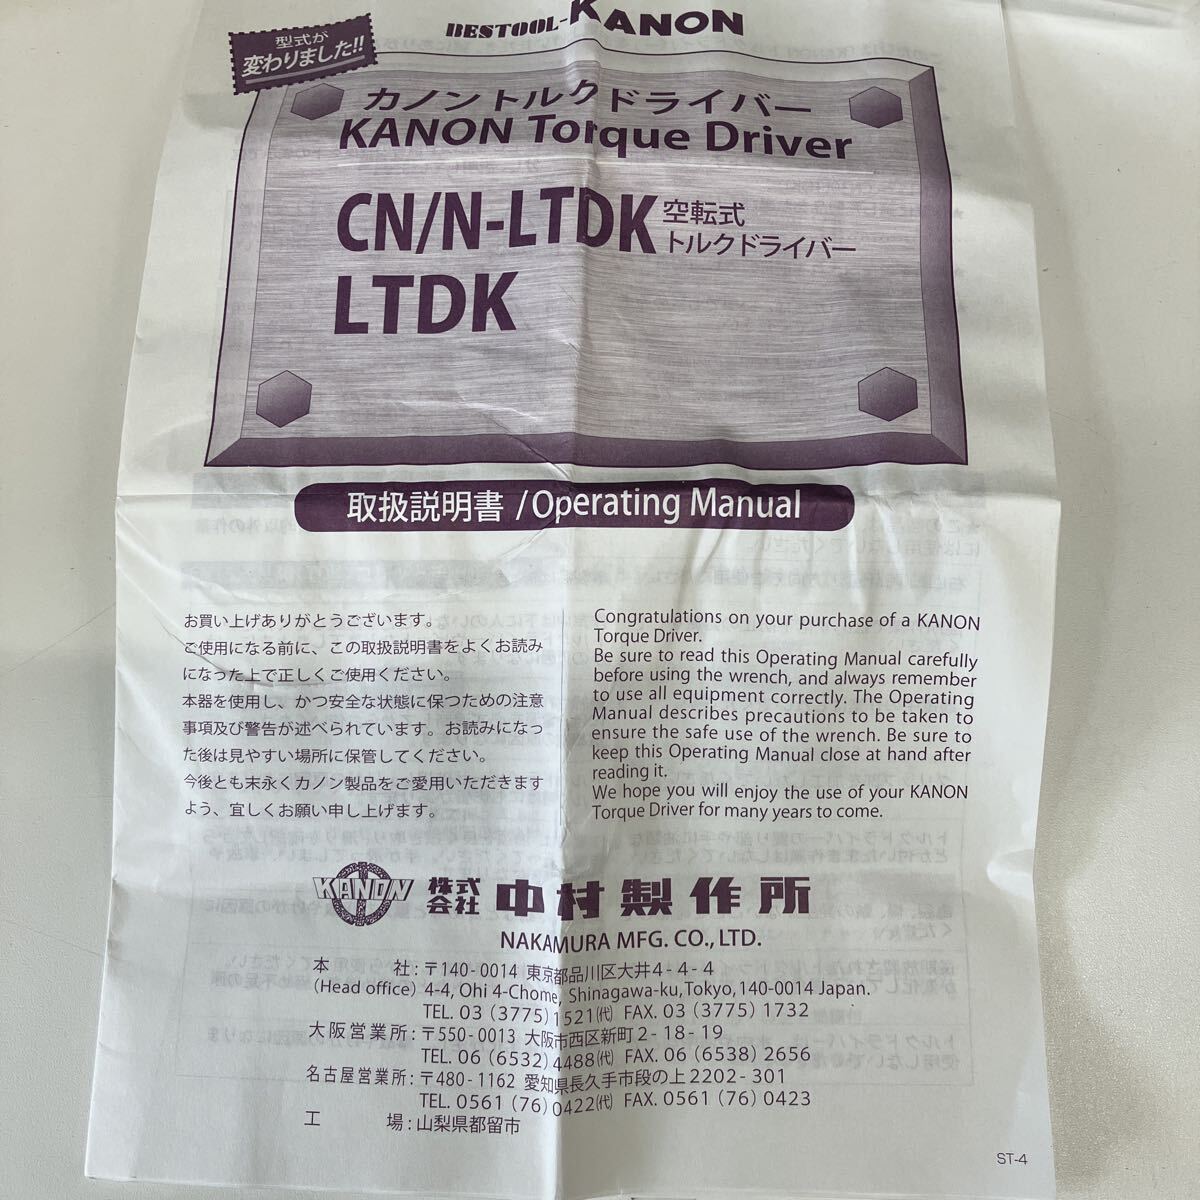 BESTOOL-KANON
型式が
変わりました!!
カノントルクドライバー
KANON Torque Driver
CN/N-LTDK 空転式
トルクドライバー
LTDK
取扱説明書 /Operating Manual
お買い上げありがとうございます。
ご使用になる前に、この取扱説明書をよくお読み
になった上で正しくご使用ください。
本器を使用し、かつ安全な状態に保つための注意
事項及び警告が述べられています。お読みになっ
た後は見やすい場所に保管してください。
今後とも末永くカノン製品をご愛用いただきます
よう、宜しくお願い申し上げます。
Congratulations on your purchase of a KANON
Torque Driver.
Be sure to read this Operating Manual carefully
before using the wrench, and always remember
to use all equipment correctly. The Operating
Manual describes precautions to be taken to
ensure the safe use of the wrench. Be sure to
keep this Operating Manual close at hand after
reading it.
We hope you will enjoy the use of your KANON
Torque Driver for many years to come.
KANON 株式会社 中村製作所
NAKAMURA MFG. CO., LTD.
本 社 : 〒140-0014 東京都品川区大井4-4-4
(Head office) 4-4, Ohi 4-Chome, Shinagawa-ku,Tokyo,140-0014 Japan.
TEL. 03 (3775) 1521㈹ FAX. 03 (3775) 1732
大阪営業所 : 〒550-0013 大阪市西区新町2-18-19
TEL. 06 (6532) 4488㈹ FAX. 06 (6538) 2656
名古屋営業所 : 〒480-1162 愛知県長久手市段の上2202-301
TEL. 0561 (76) 0422㈹ FAX. 0561 (76) 0423
工 場 : 山梨県都留市
ST-4